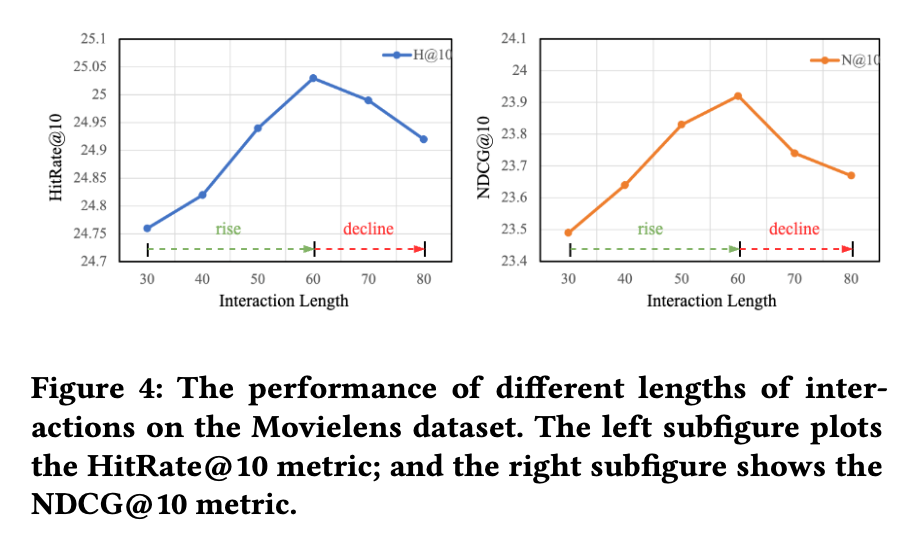 25.1
25.05
25
24.95
24.9
24.85
24.8
24.75
24.7
HitRate@10
H@10
rise
decline
30 40 50 60 70 80
Interaction Length
24.1
24
23.9
23.8
23.7
23.6
23.5
23.4
NDCG@10
N@10
rise
decline
30 40 50 60 70 80
Interaction Length
Figure 4: The performance of different lengths of inter-
actions on the Movielens dataset. The left subfigure plots
the HitRate@10 metric; and the right subfigure shows the
NDCG@10 metric.